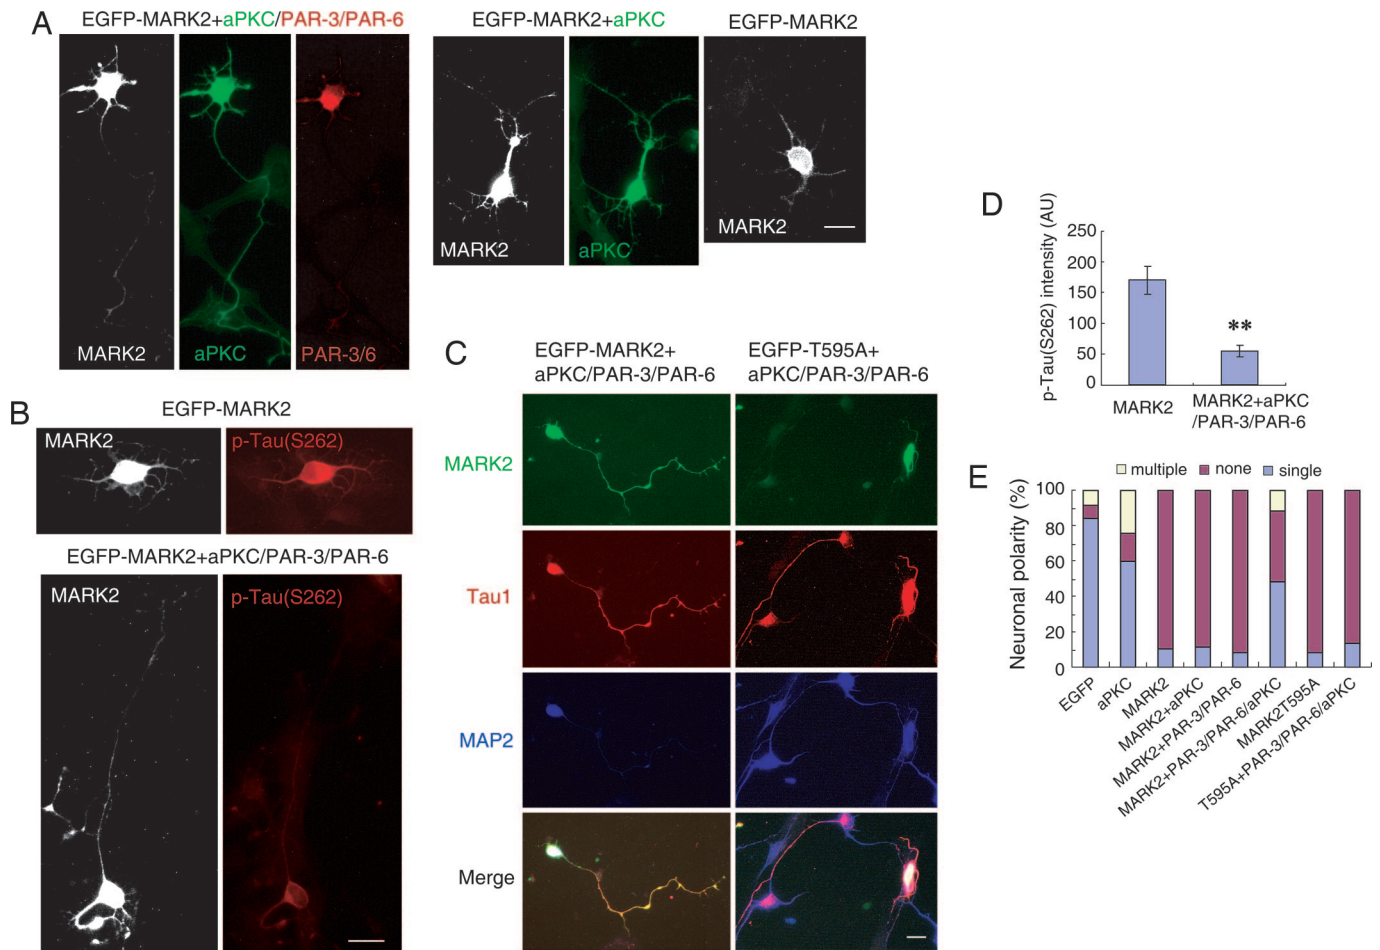 A
EGFP-MARK2+aPKC/PAR-3/PAR-6
MARK2
aPKC
PAR-3/6
EGFP-MARK2+aPKC
MARK2
aPKC
EGFP-MARK2
MARK2
B
EGFP-MARK2
MARK2
p-Tau(S262)
EGFP-MARK2+aPKC/PAR-3/PAR-6
MARK2
p-Tau(S262)
C
EGFP-MARK2+
aPKC/PAR-3/PAR-6
EGFP-T595A+
aPKC/PAR-3/PAR-6
MARK2
Tau1
MAP2
Merge
D
p-Tau(S262) intensity (AU)
250
200
150
100
50
0
**
MARK2
MARK2+aPKC
/PAR-3/PAR-6
E
multiple
none
single
Neuronal polarity (%)
100
80
60
40
20
0
EGFP
aPKC
MARK2
MARK2+aPKC
MARK2+PAR-3/PAR-6
MARK2+PAR-3/PAR-6/aPKC
MARK2T595A
T595A+PAR-3/PAR-6/aPKC